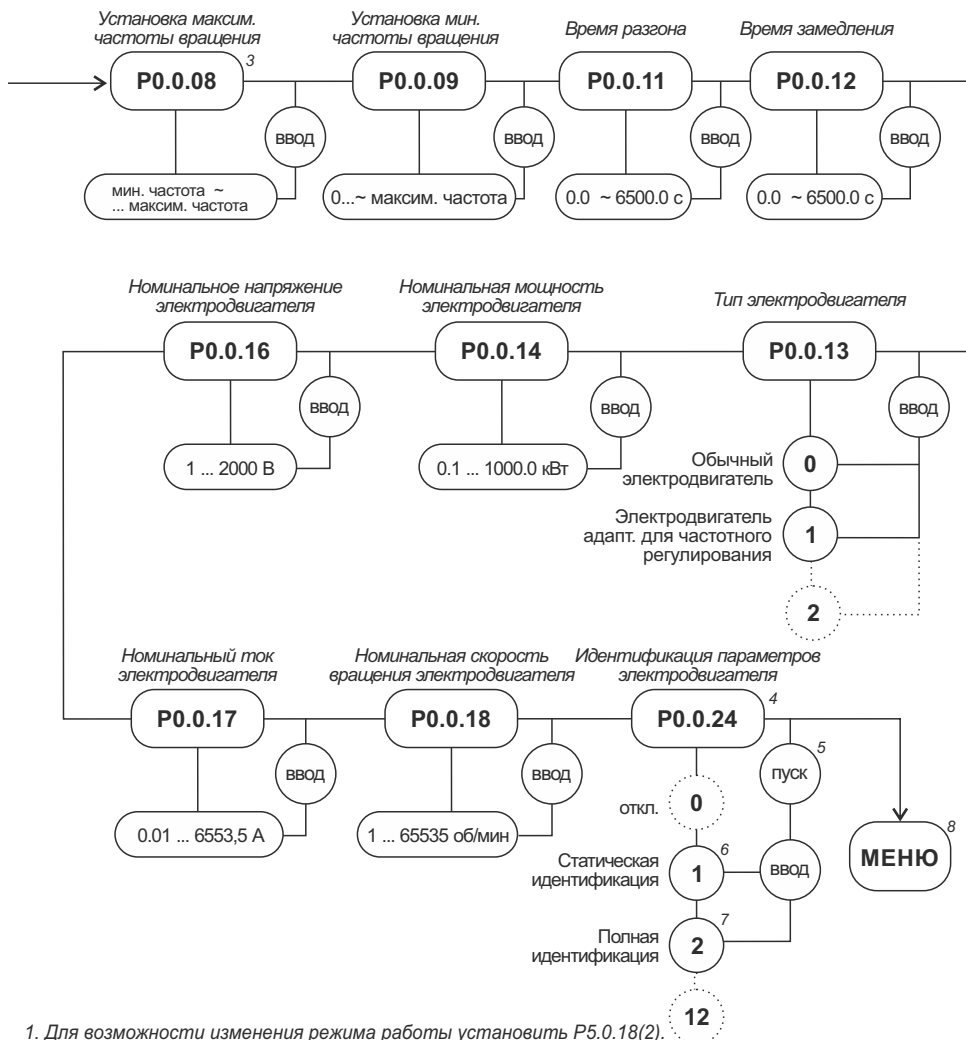 Установка максим.
частоты вращения
Установка мин.
частоты вращения
Время разгона
Время замедления
P0.0.08
3
P0.0.09
P0.0.11
P0.0.12
ввод
ввод
ввод
ввод
мин. частота ~
... максим. частота
0...~ максим. частота
0.0 ~ 6500.0 с
0.0 ~ 6500.0 с
Номинальное напряжение
электродвигателя
Номинальная мощность
электродвигателя
Тип электродвигателя
P0.0.16
P0.0.14
P0.0.13
ввод
ввод
ввод
1 ... 2000 В
0.1 ... 1000.0 кВт
Обычный
электродвигатель
0
Электродвигатель
адапт. для частотного
регулирования
1
2
Номинальный ток
электродвигателя
Номинальная скорость
вращения электродвигателя
Идентификация параметров
электродвигателя
P0.0.17
P0.0.18
P0.0.24
4
ввод
ввод
пуск
5
0.01 ... 6553,5 А
1 ... 65535 об/мин
откл.
0
Статическая
идентификация
1
6
ввод
МЕНЮ
8
Полная
идентификация
2
7
12
1. Для возможности изменения режима работы установить P5.0.18(2).